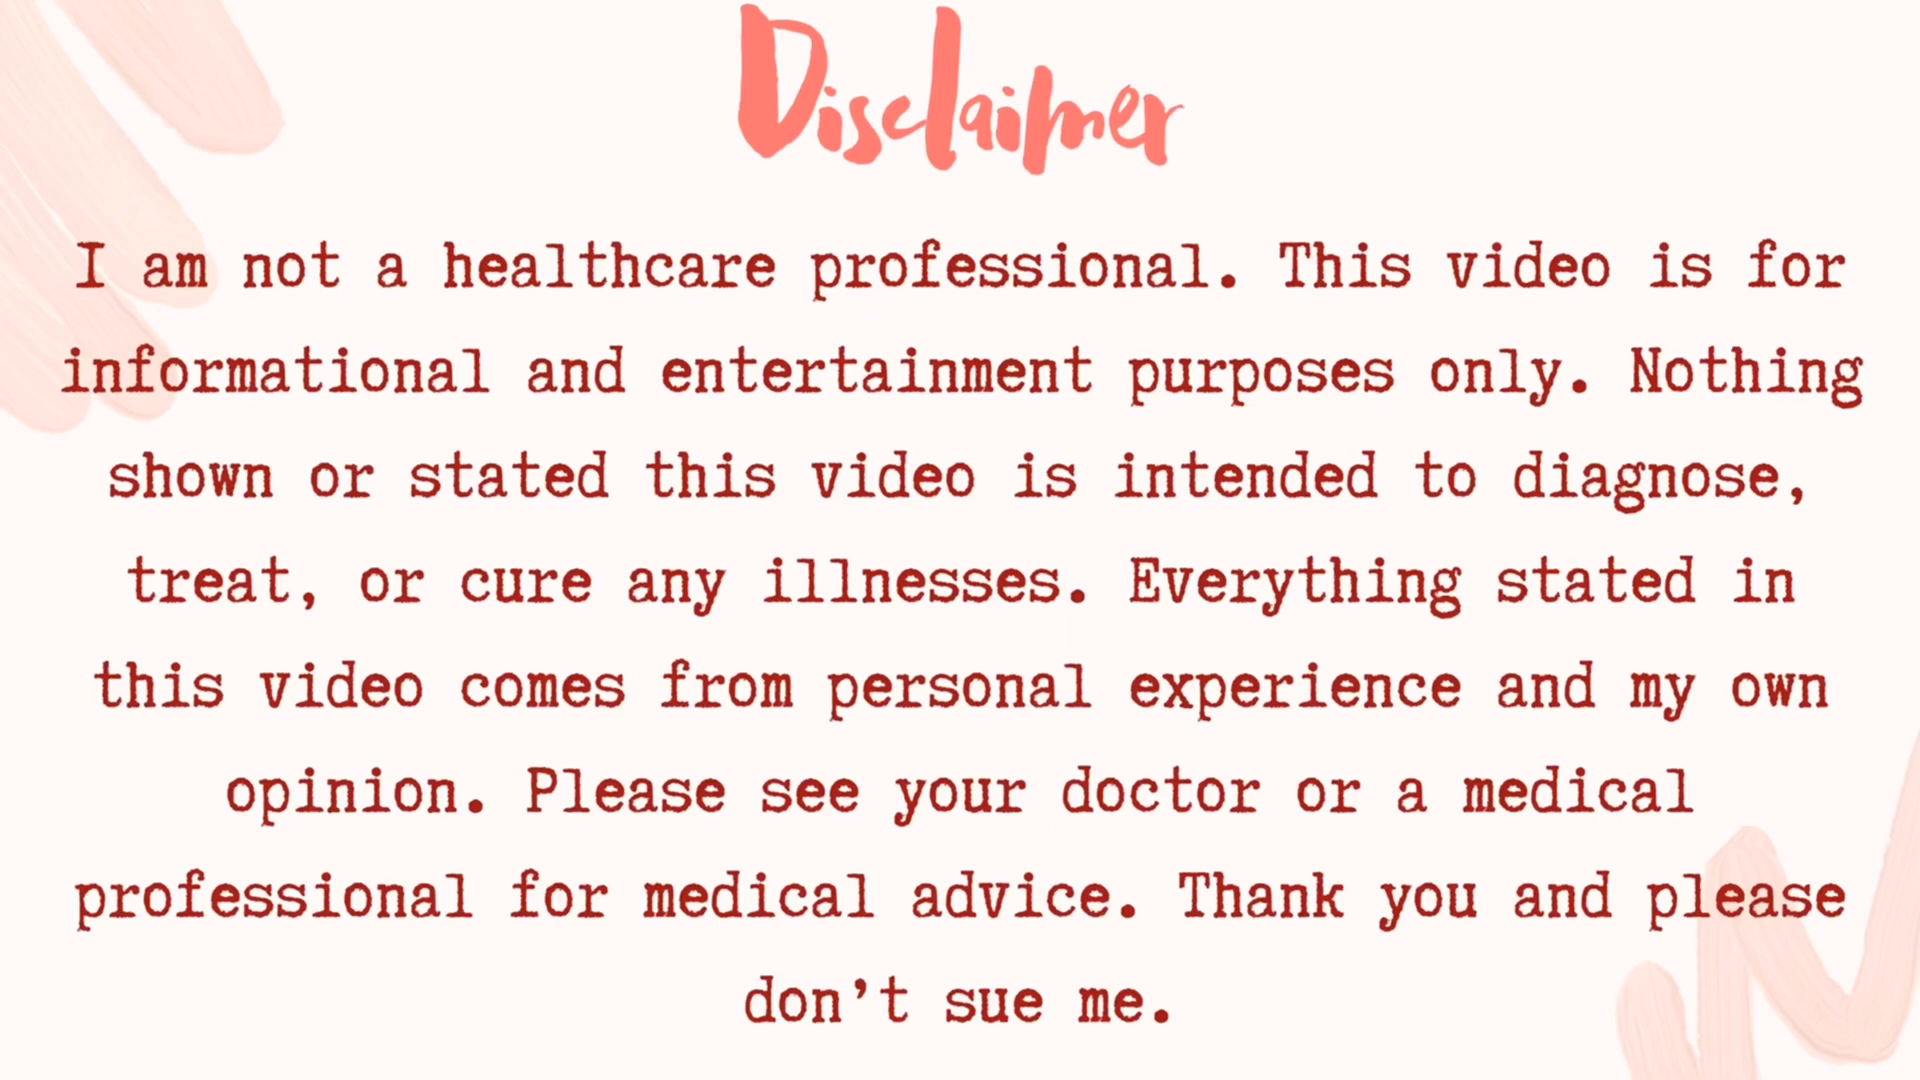 Disclaimer
I am not a healthcare professional. This video is for
informational and entertainment purposes only. Nothing
shown or stated this video is intended to diagnose,
treat, or cure any illnesses. Everything stated in
this video comes from personal experience and my own
opinion. Please see your doctor or a medical
professional for medical advice. Thank you and please
don't sue me.